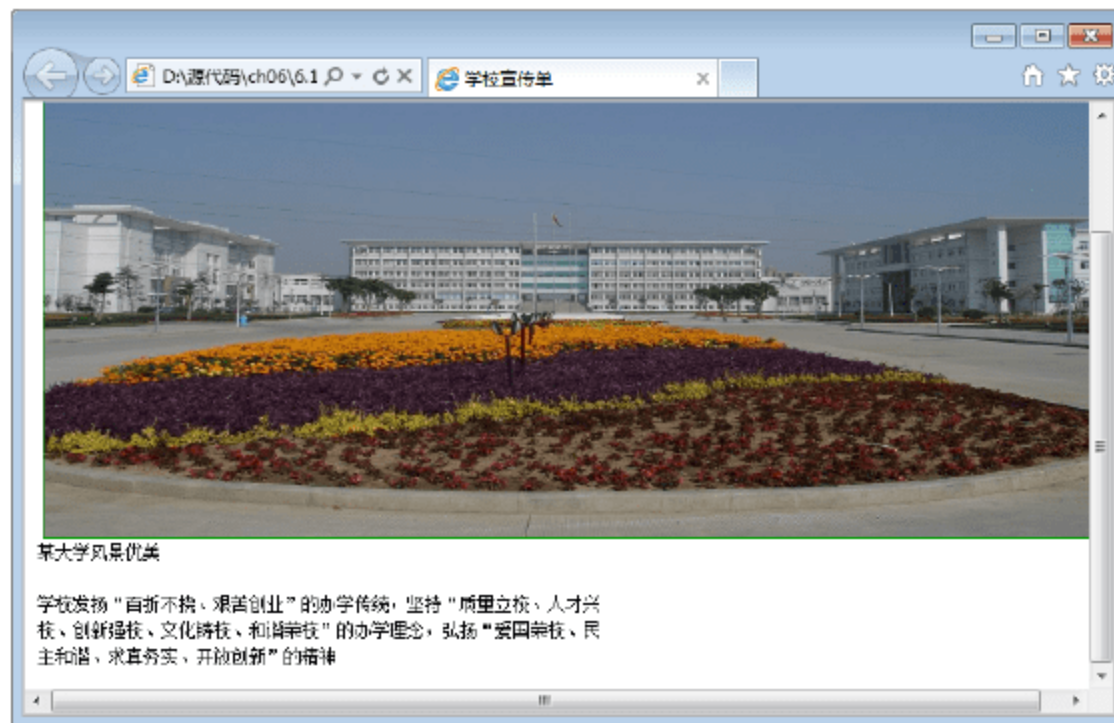 D:\源代码\ch06\6.1
学校宣传单
某大学风景优美
学校发扬“百折不挠、艰苦创业”的办学传统，坚持“质量立校、人才兴
校、创新强校、文化铸校、和谐荣校”的办学理念，弘扬“爱国荣校、民
主和谐、求真务实、开放创新”的精神